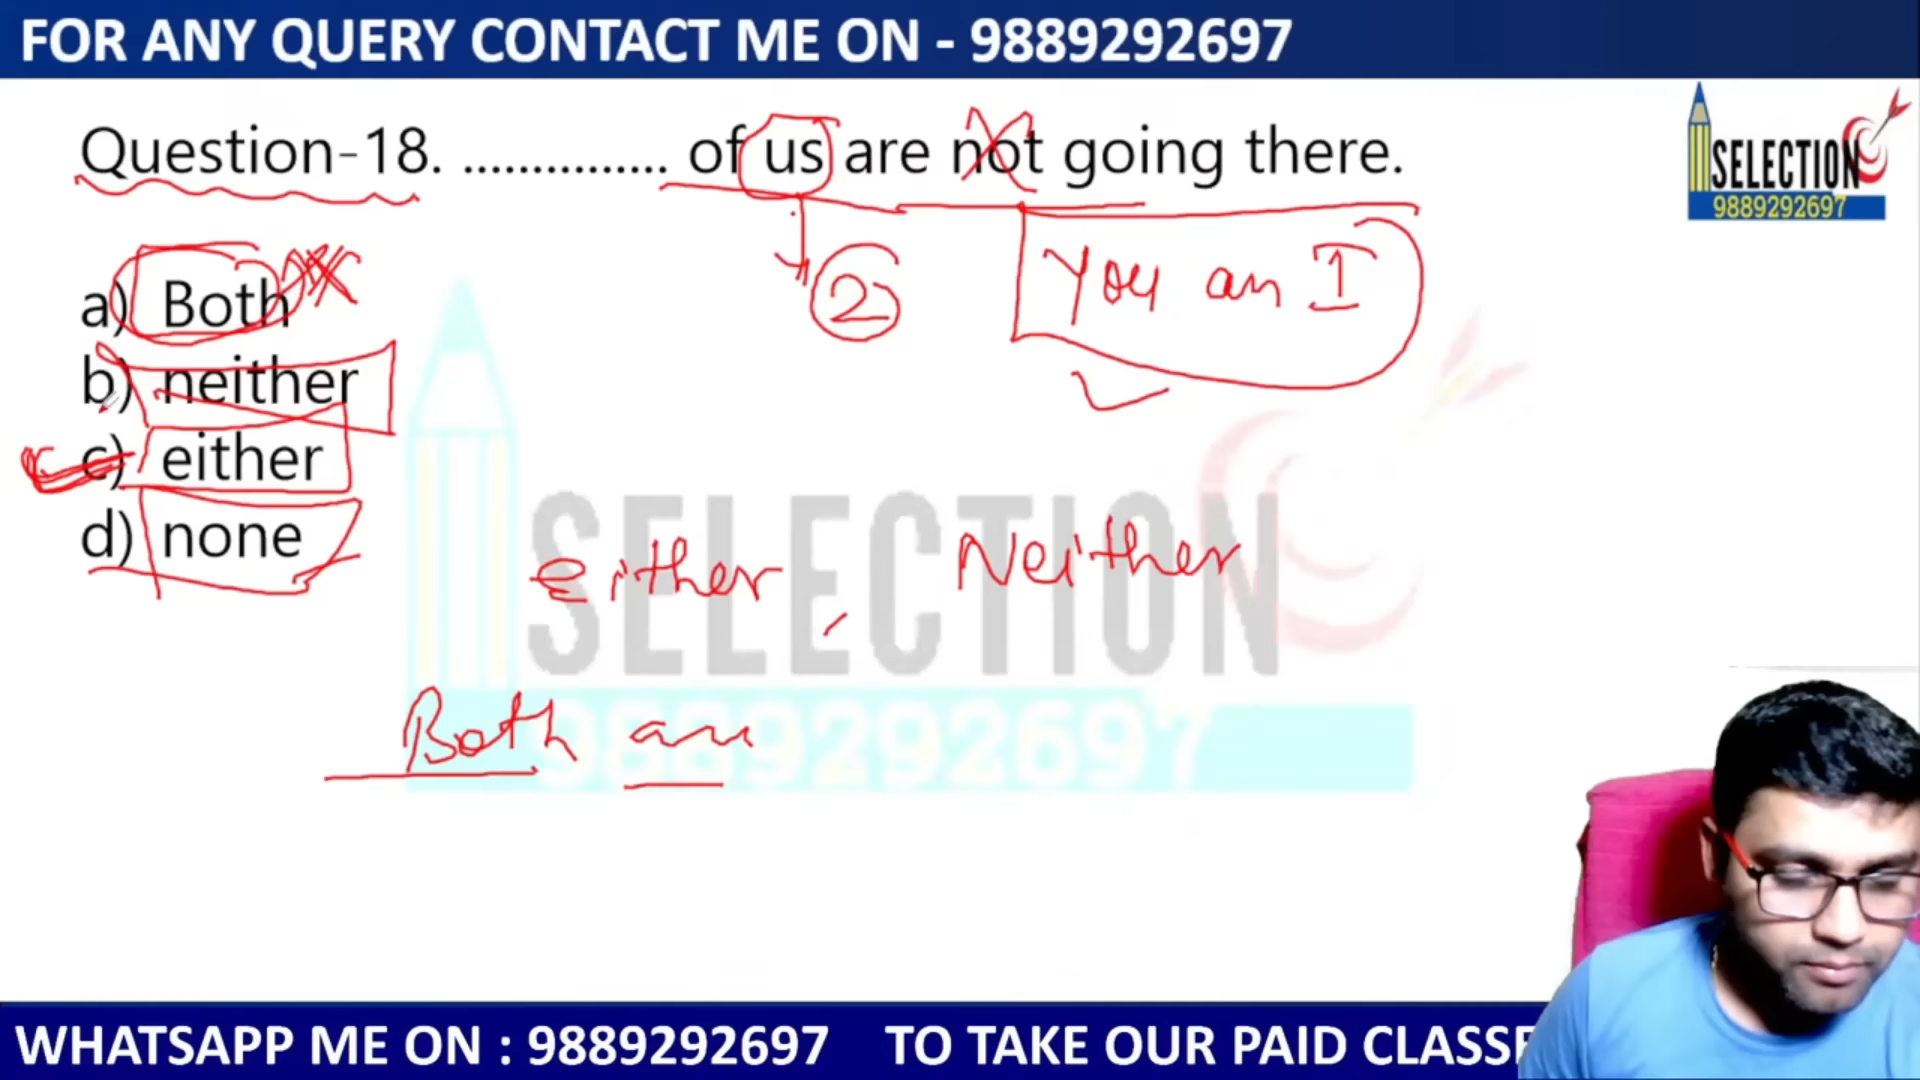 FOR ANY QUERY CONTACT ME ON - 9889292697
Question-18. ............... of us are not going there.
SELECTION
9889292697
a) Both
2
You an I
b) neither
c) either
d) none
Either , Neither
SELECTION
Both are
9889292697
WHATSAPP ME ON : 9889292697 TO TAKE OUR PAID CLASSE